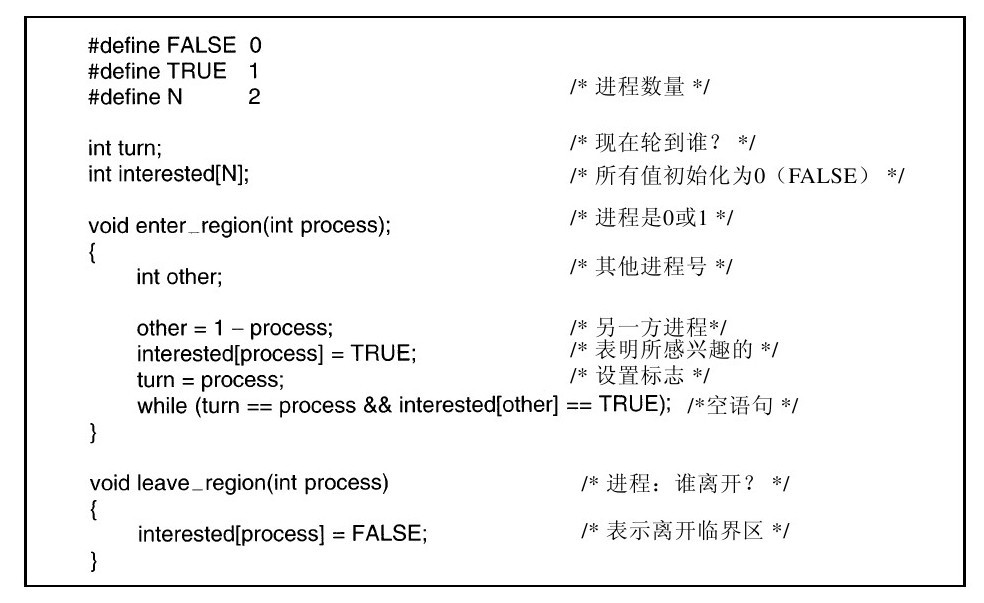 #define FALSE 0
#define TRUE 1
#define N 2 /* 进程数量 */
int turn; /* 现在轮到谁？ */
int interested[N]; /* 所有值初始化为0（FALSE） */
void enter_region(int process); /* 进程是0或1 */
{
int other; /* 其他进程号 */
other = 1 – process; /* 另一方进程*/
interested[process] = TRUE; /* 表明所感兴趣的 */
turn = process; /* 设置标志 */
while (turn == process && interested[other] == TRUE); /*空语句 */
}
void leave_region(int process) /* 进程：谁离开？ */
{
interested[process] = FALSE; /* 表示离开临界区 */
}